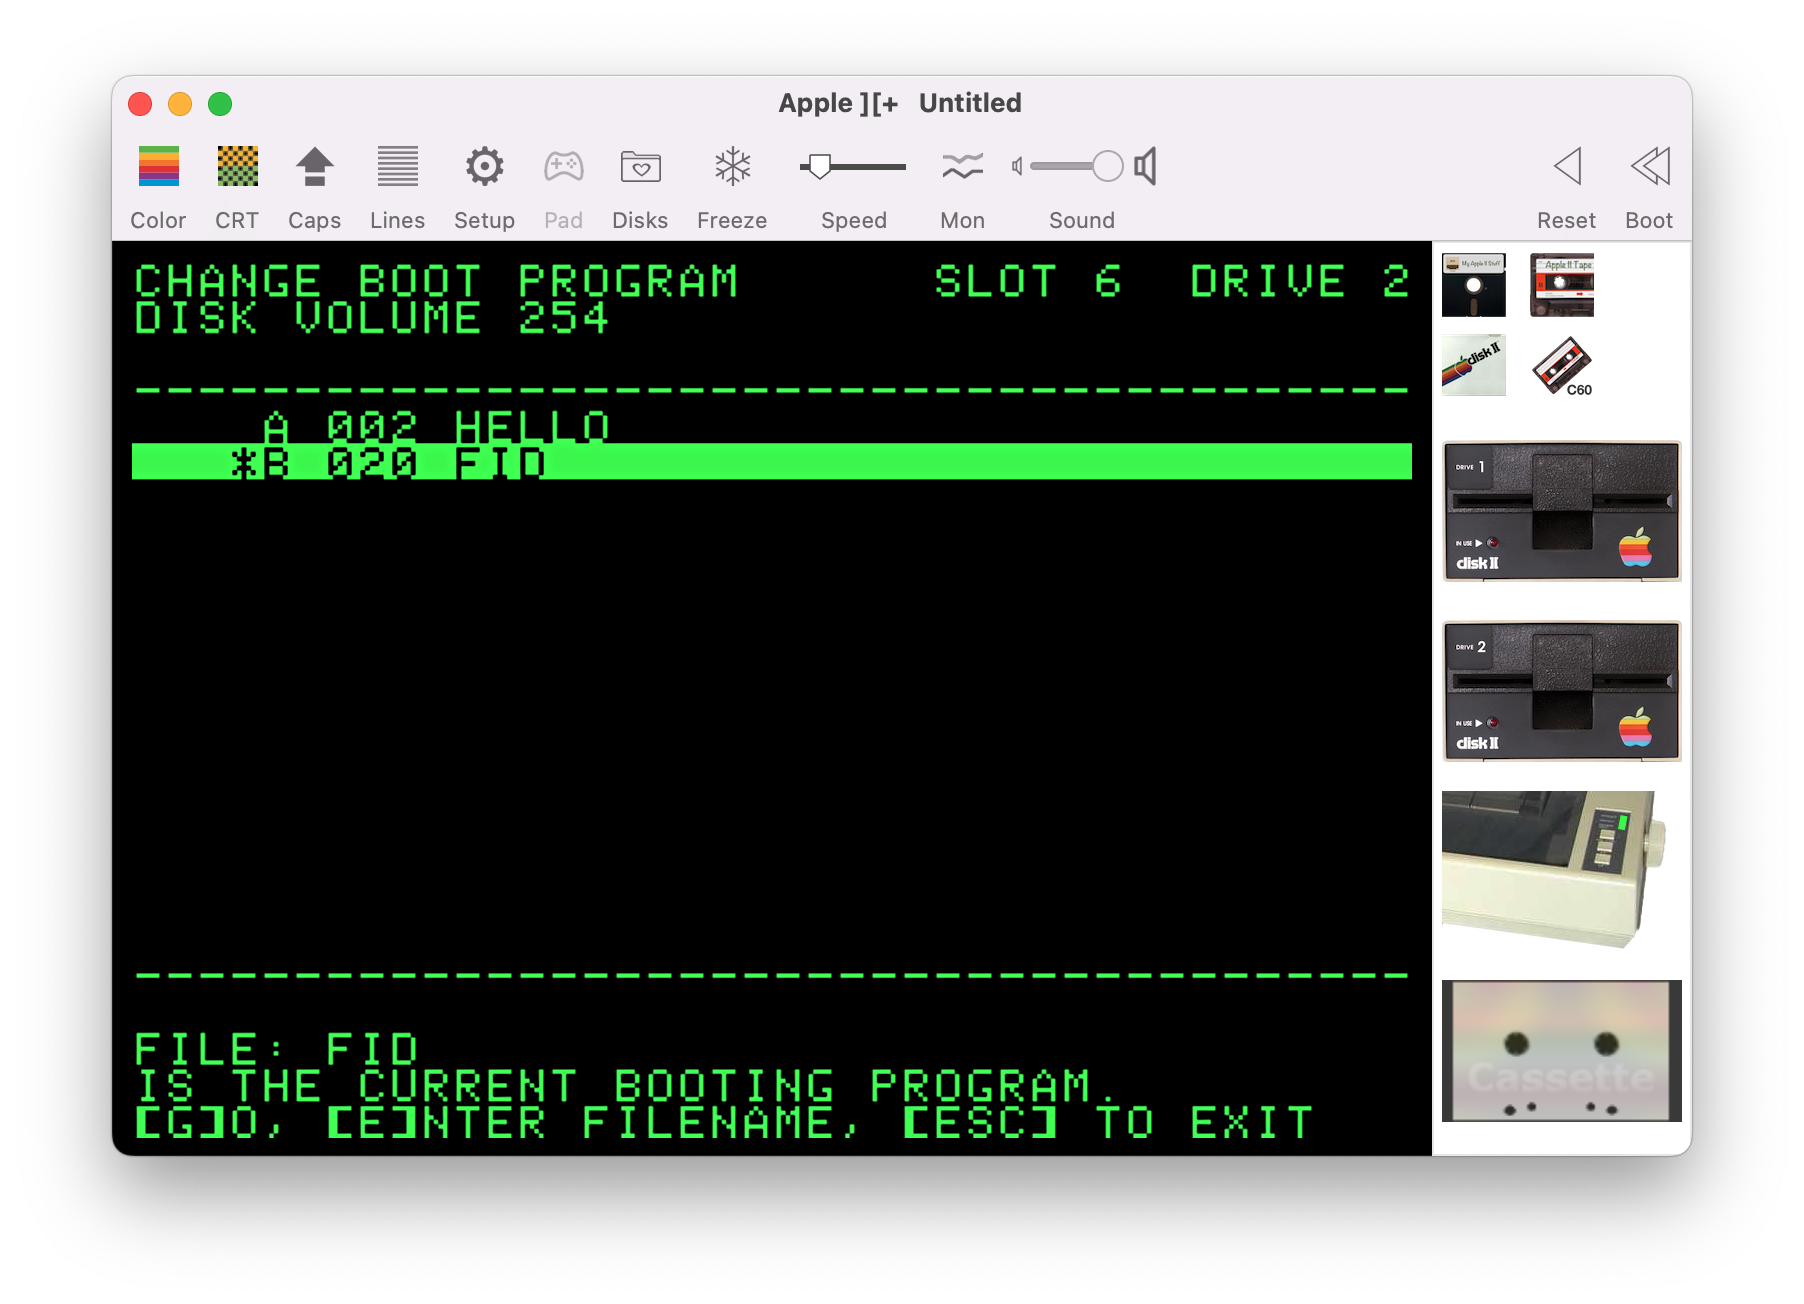 Apple ][+ Untitled
Color CRT Caps Lines Setup Pad Disks Freeze Speed Mon Sound Reset Boot
CHANGE BOOT PROGRAM SLOT 6 DRIVE 2
DISK VOLUME 254
----------------------------------------
A 002 HELLO
*B 020 FID
----------------------------------------
FILE: FID
IS THE CURRENT BOOTING PROGRAM.
[G]O, [E]NTER FILENAME, [ESC] TO EXIT
My Apple II Stuff
Apple II Tape
disk ][
C60
DRIVE 1
IN USE
disk ][
DRIVE 2
IN USE
disk ][
Cassette